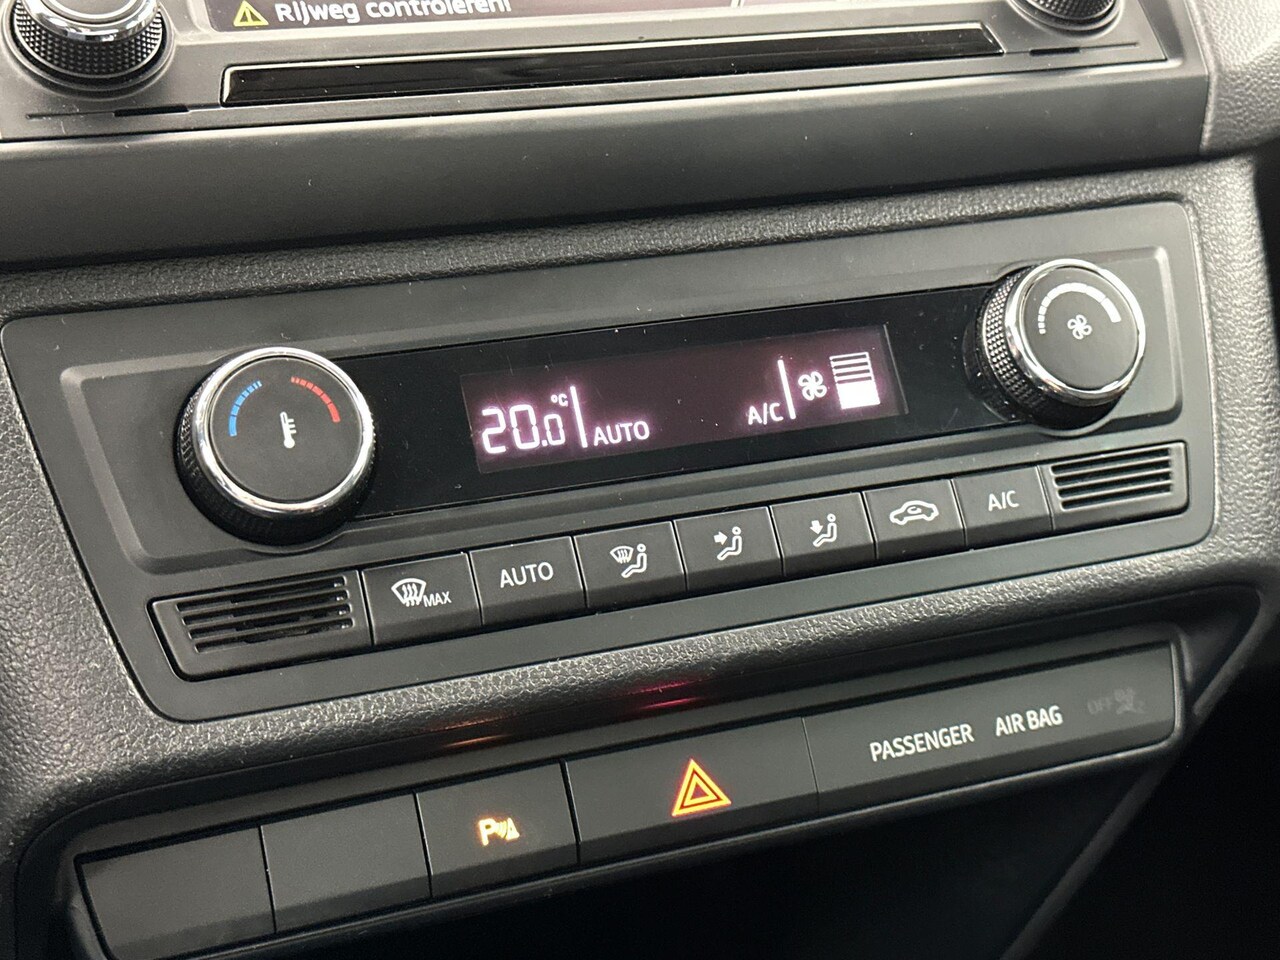 Rijweg controleren!
20.0°C AUTO A/C
MAX AUTO A/C
PASSENGER AIR BAG OFF
P